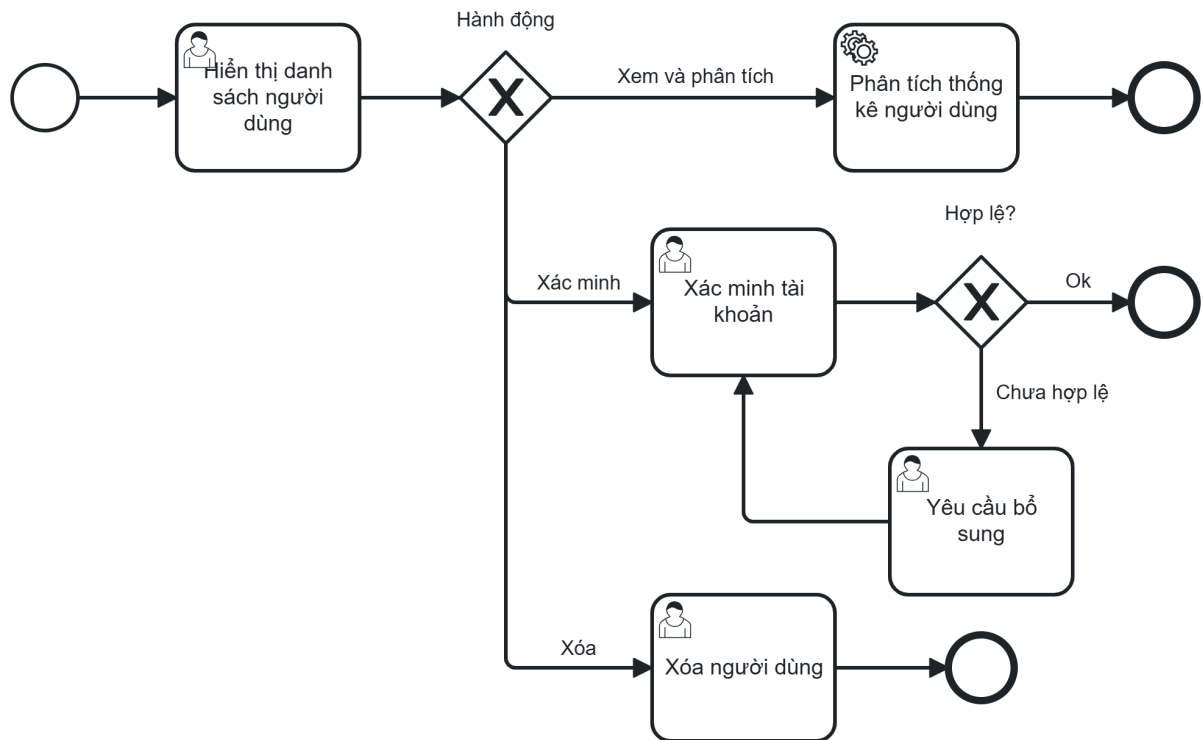 Hành động
Hiển thị danh
sách người
dùng
Xem và phân tích
Phân tích thống
kê người dùng
Hợp lệ?
Xác minh
Xác minh tài
khoản
Ok
Chưa hợp lệ
Yêu cầu bổ
sung
Xóa
Xóa người dùng